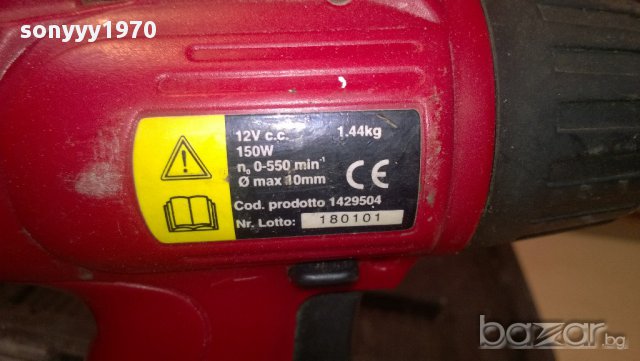 sonyyy1970
12V c.c. 1,44kg
150W
n₀ 0-550 min⁻¹
Ø max 10mm
CE
Cod. prodotto 1429504
Nr. Lotto: 180101
bazar.bg